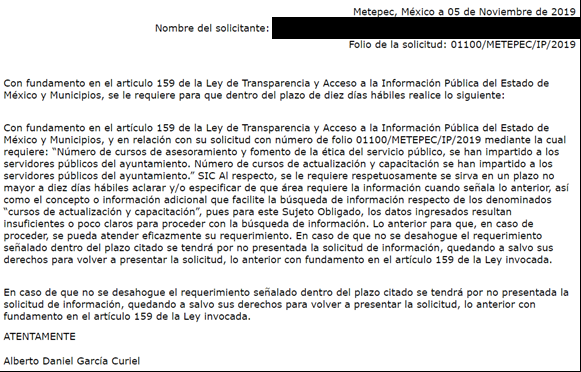 Metepec, México a 05 de Noviembre de 2019
Nombre del solicitante:
Folio de la solicitud: 01100/METEPEC/IP/2019
Con fundamento en el articulo 159 de la Ley de Transparencia y Acceso a la Información Pública del Estado de
México y Municipios, se le requiere para que dentro del plazo de diez días hábiles realice lo siguiente:
Con fundamento en el artículo 159 de la Ley de Transparencia y Acceso a la Información Pública del Estado de
México y Municipios, y en relación con su solicitud con número de folio 01100/METEPEC/IP/2019 mediante la cual
requiere: “Número de cursos de asesoramiento y fomento de la ética del servicio público, se han impartido a los
servidores públicos del ayuntamiento. Número de cursos de actualización y capacitación se han impartido a los
servidores públicos del ayuntamiento.” SIC Al respecto, se le requiere respetuosamente se sirva en un plazo no
mayor a diez días hábiles aclarar y/o especificar de que área requiere la información cuando señala lo anterior, así
como el concepto o información adicional que facilite la búsqueda de información respecto de los denominados
“cursos de actualización y capacitación”, pues para este Sujeto Obligado, los datos ingresados resultan
insuficientes o poco claros para proceder con la búsqueda de información. Lo anterior para que, en caso de
proceder, se pueda atender eficazmente su requerimiento. En caso de que no se desahogue el requerimiento
señalado dentro del plazo citado se tendrá por no presentada la solicitud de información, quedando a salvo sus
derechos para volver a presentar la solicitud, lo anterior con fundamento en el artículo 159 de la Ley invocada.
En caso de que no se desahogue el requerimiento señalado dentro del plazo citado se tendrá por no presentada la
solicitud de información, quedando a salvo sus derechos para volver a presentar la solicitud, lo anterior con
fundamento en el artículo 159 de la Ley invocada.
ATENTAMENTE
Alberto Daniel García Curiel